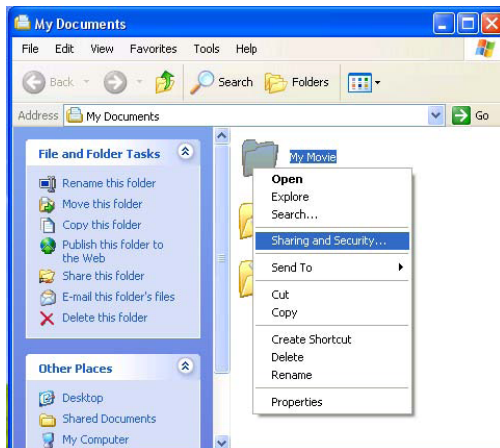 My Documents
File Edit View Favorites Tools Help
Back Search Folders
Address My Documents Go
File and Folder Tasks
Rename this folder
Move this folder
Copy this folder
Publish this folder to
the Web
Share this folder
E-mail this folder's files
Delete this folder
Other Places
Desktop
Shared Documents
My Computer
My Movie
Open
Explore
Search...
Sharing and Security...
Send To
Cut
Copy
Create Shortcut
Delete
Rename
Properties